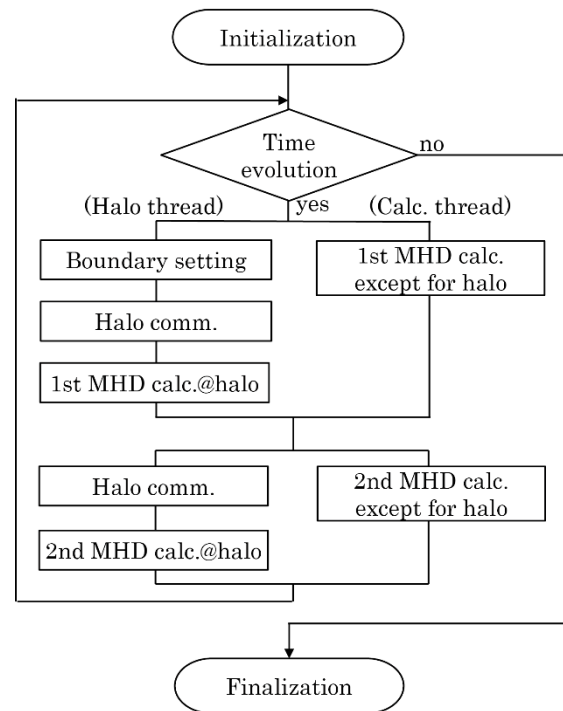 Initialization
Time
evolution
no
yes
(Halo thread)
(Calc. thread)
Boundary setting
Halo comm.
1st MHD calc.@halo
1st MHD calc.
except for halo
Halo comm.
2nd MHD calc.@halo
2nd MHD calc.
except for halo
Finalization